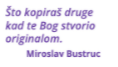 Što kopiraš druge
kad te Bog stvorio
originalom.
Miroslav Bustruc